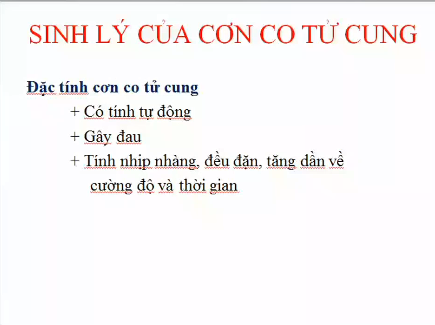 SINH LÝ CỦA CƠN CO TỬ CUNG
Đặc tính cơn co tử cung
+ Có tính tự động
+ Gây đau
+ Tính nhịp nhàng, đều đặn, tăng dần về
cường độ và thời gian